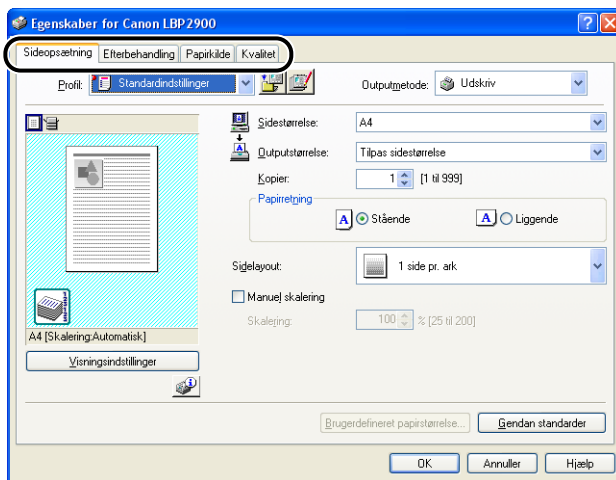 Egenskaber for Canon LBP2900
Sideopsætning Efterbehandling Papirkilde Kvalitet
Profil: Standardindstillinger Outputmetode: Udskriv
Sidestørrelse: A4
Outputstørrelse: Tilpas sidestørrelse
Kopier: 1 [1 til 999]
Papirretning
A Stående A Liggende
Sidelayout: 1 side pr. ark
Manuel skalering
Skalering: 100 % [25 til 200]
A4 [Skalering:Automatisk]
Visningsindstillinger
Brugerdefineret papirstørrelse... Gendan standarder
OK Annuller Hjælp